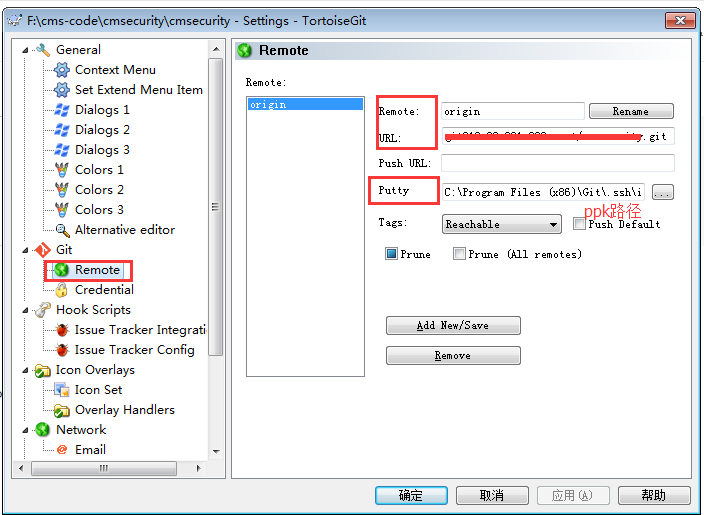 F:\cms-code\cmsecurity\cmsecurity - Settings - TortoiseGit
General
Context Menu
Set Extend Menu Item
Dialogs 1
Dialogs 2
Dialogs 3
Colors 1
Colors 2
Colors 3
Alternative editor
Git
Remote
Credential
Hook Scripts
Issue Tracker Integrati
Issue Tracker Config
Icon Overlays
Icon Set
Overlay Handlers
Network
Email
Remote
Remote:
origin
Remote: origin Rename
URL: .git
Push URL:
Putty C:\Program Files (x86)\Git\.ssh\i ...
ppk路径
Tags: Reachable Push Default
Prune Prune (All remotes)
Add New/Save
Remove
确定 取消 应用(A) 帮助